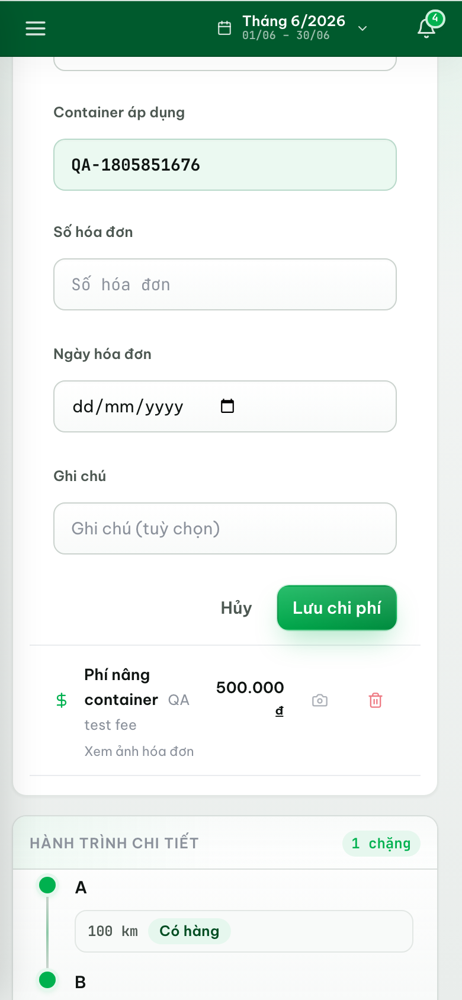 Tháng 6/2026
01/06 – 30/06
4
Container áp dụng
QA-1805851676
Số hóa đơn
Số hóa đơn
Ngày hóa đơn
dd/mm/yyyy
Ghi chú
Ghi chú (tuỳ chọn)
Hủy
Lưu chi phí
Phí nâng
container QA
test fee
Xem ảnh hóa đơn
500.000
₫
HÀNH TRÌNH CHI TIẾT
1 chặng
A
100 km
Có hàng
B